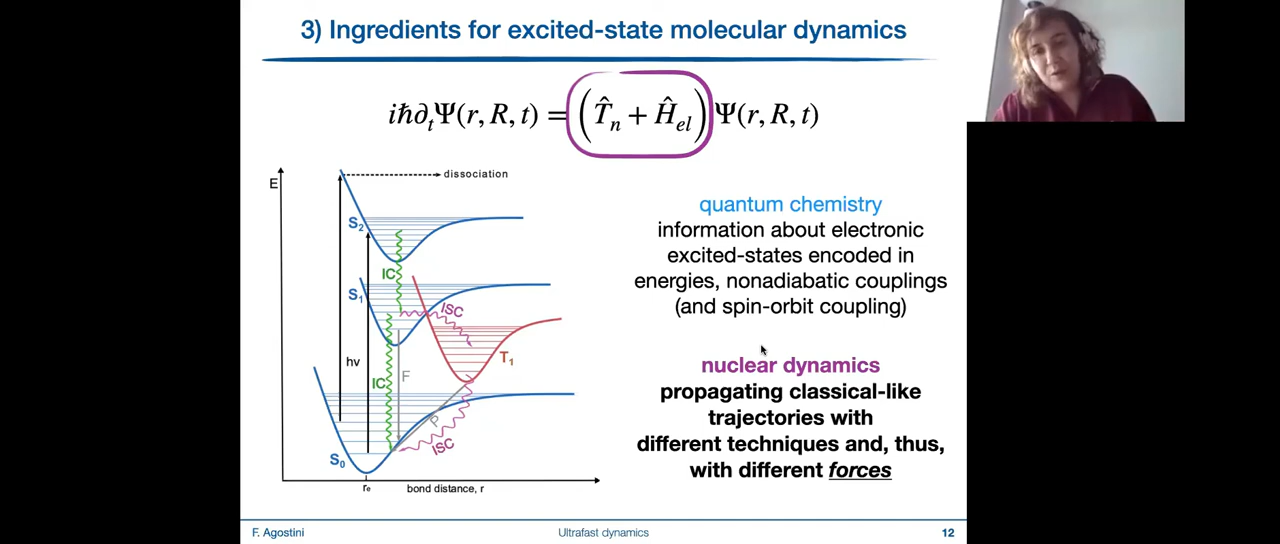 3) Ingredients for excited-state molecular dynamics
iħ∂ₜΨ(r, R, t) = (T̂ₙ + Ĥₑₗ) Ψ(r, R, t)
E
dissociation
S₂
IC
S₁
ISC
hv
IC
F
T₁
P
ISC
S₀
rₑ
bond distance, r
quantum chemistry
information about electronic
excited-states encoded in
energies, nonadiabatic couplings
(and spin-orbit coupling)
nuclear dynamics
propagating classical-like
trajectories with
different techniques and, thus,
with different forces
F. Agostini
Ultrafast dynamics
12